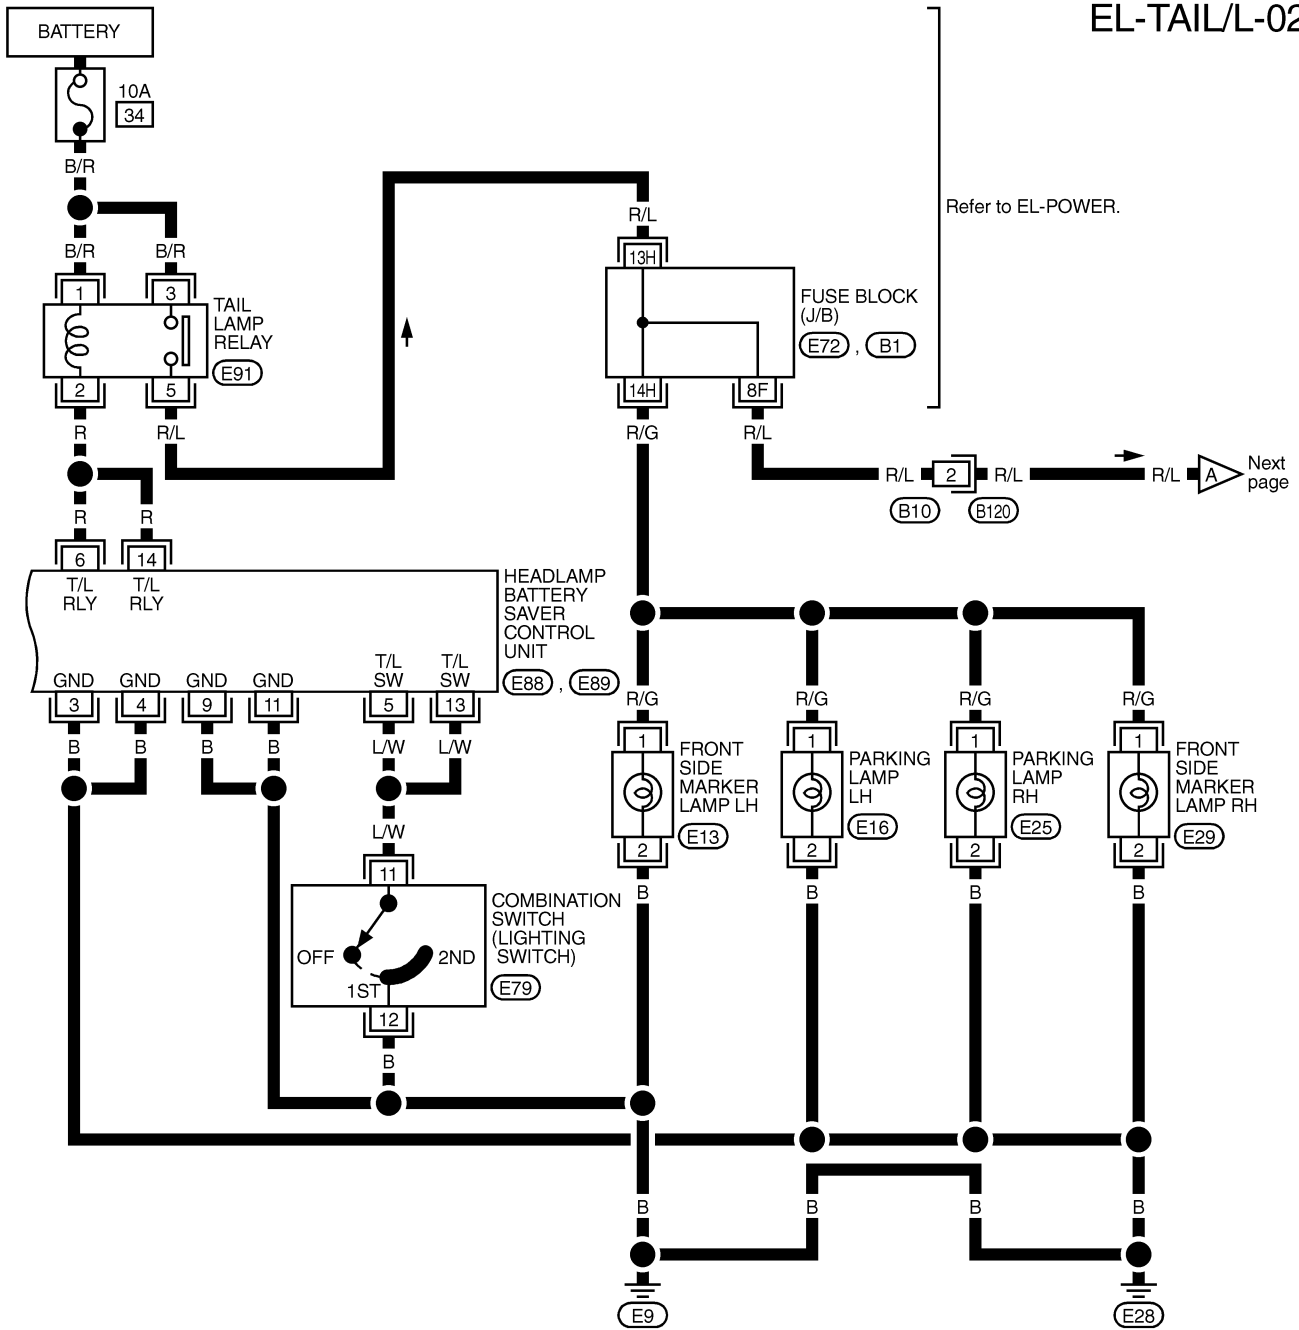 EL-TAIL/L-02
BATTERY
10A
34
B/R
B/R
B/R
R/L
Refer to EL-POWER.
1
3
TAIL
LAMP
RELAY
E91
2
5
R
R/L
13H
FUSE BLOCK
(J/B)
E72 , B1
14H
8F
R/G
R/L
R/L
2
R/L
R/L
A
Next
page
B10
B120
R
R
6
14
T/L
RLY
T/L
RLY
HEADLAMP
BATTERY
SAVER
CONTROL
UNIT
E88 , E89
GND
GND
GND
GND
T/L
SW
T/L
SW
3
4
9
11
5
13
B
B
B
B
L/W
L/W
L/W
R/G
R/G
R/G
R/G
1
1
1
1
FRONT
SIDE
MARKER
LAMP LH
E13
PARKING
LAMP
LH
E16
PARKING
LAMP
RH
E25
FRONT
SIDE
MARKER
LAMP RH
E29
2
2
2
2
B
B
B
B
11
COMBINATION
SWITCH
(LIGHTING
SWITCH)
E79
OFF
2ND
1ST
12
B
B
B
B
B
E9
E28